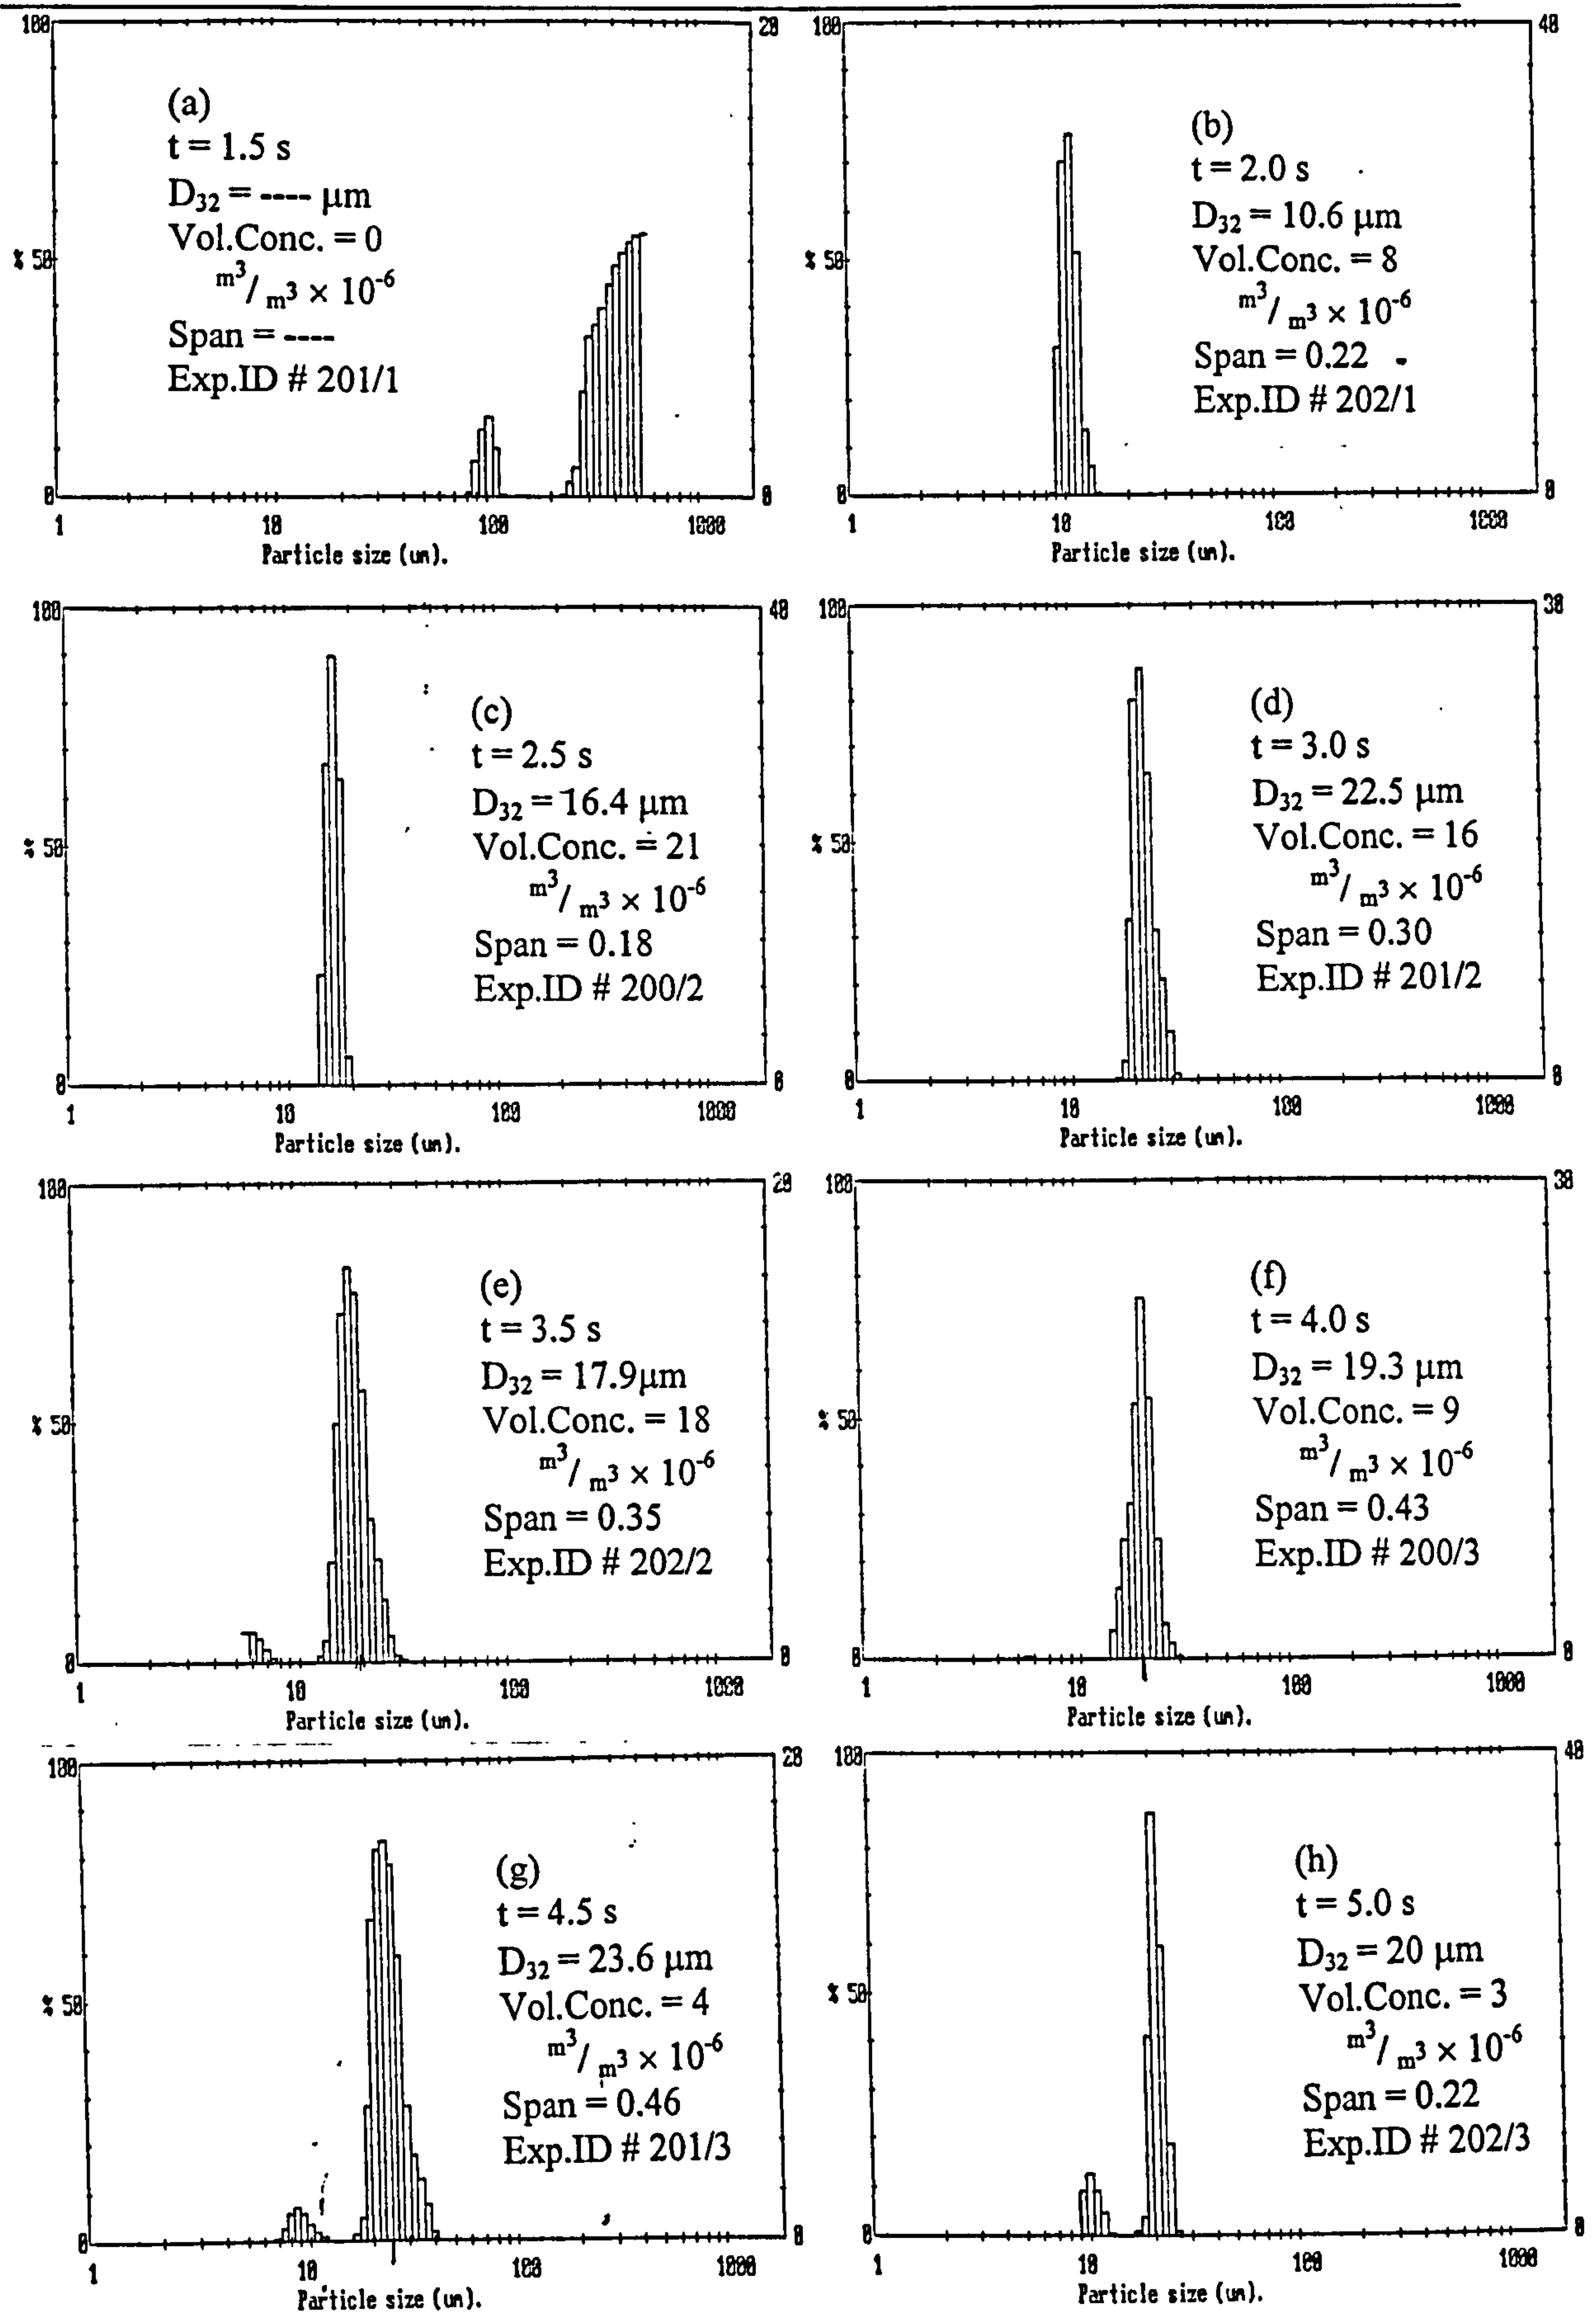 100
20
(a)
t = 1.5 s
D32 = ---- µm
Vol.Conc. = 0
m3/ m3 × 10-6
Span = ----
Exp.ID # 201/1
% 50
0
0
1 10 100 1000
Particle size (um).
100
40
(b)
t = 2.0 s
D32 = 10.6 µm
Vol.Conc. = 8
m3/ m3 × 10-6
Span = 0.22
Exp.ID # 202/1
% 50
0
0
1 10 100 1000
Particle size (um).
100
40
(c)
t = 2.5 s
D32 = 16.4 µm
Vol.Conc. = 21
m3/ m3 × 10-6
Span = 0.18
Exp.ID # 200/2
% 50
0
0
1 10 100 1000
Particle size (um).
100
30
(d)
t = 3.0 s
D32 = 22.5 µm
Vol.Conc. = 16
m3/ m3 × 10-6
Span = 0.30
Exp.ID # 201/2
% 50
0
0
1 10 100 1000
Particle size (um).
100
20
(e)
t = 3.5 s
D32 = 17.9µm
Vol.Conc. = 18
m3/ m3 × 10-6
Span = 0.35
Exp.ID # 202/2
% 50
0
0
1 10 100 1000
Particle size (um).
100
30
(f)
t = 4.0 s
D32 = 19.3 µm
Vol.Conc. = 9
m3/ m3 × 10-6
Span = 0.43
Exp.ID # 200/3
% 50
0
0
1 10 100 1000
Particle size (um).
100
20
(g)
t = 4.5 s
D32 = 23.6 µm
Vol.Conc. = 4
m3/ m3 × 10-6
Span = 0.46
Exp.ID # 201/3
% 50
0
0
1 10 100 1000
Particle size (um).
100
40
(h)
t = 5.0 s
D32 = 20 µm
Vol.Conc. = 3
m3/ m3 × 10-6
Span = 0.22
Exp.ID # 202/3
% 50
0
0
1 10 100 1000
Particle size (um).